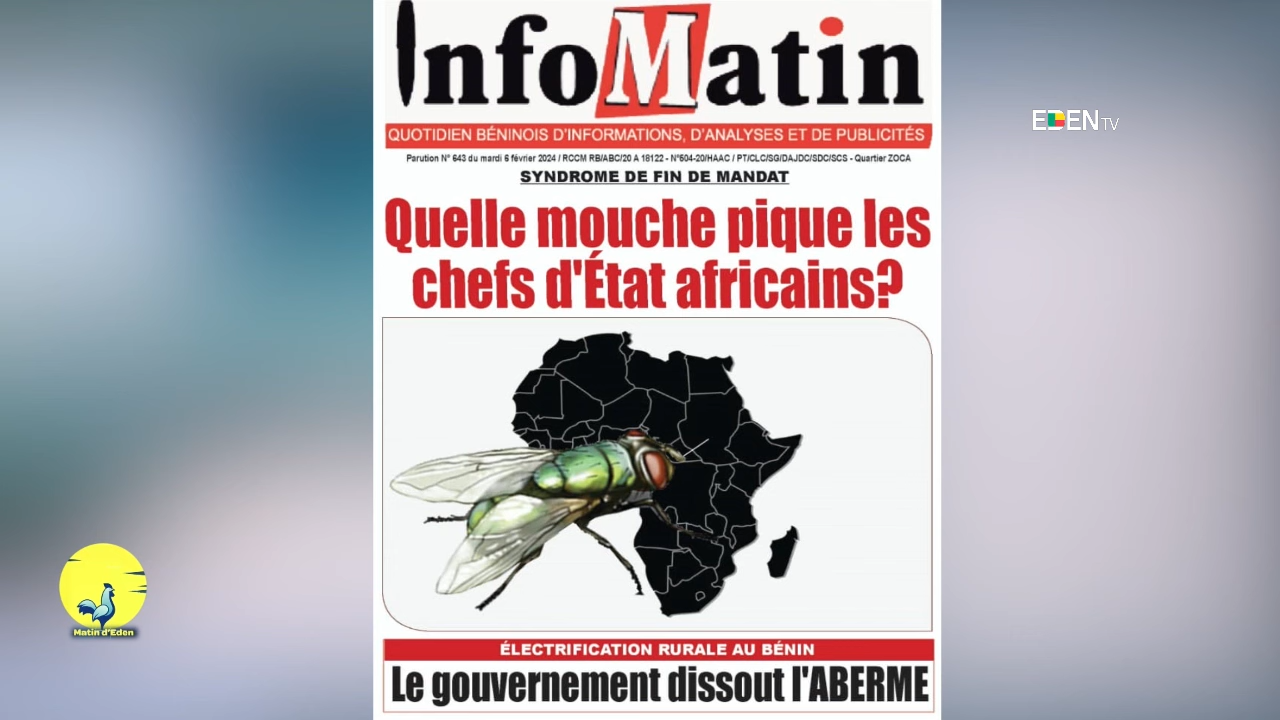 InfoMatin
QUOTIDIEN BÉNINOIS D'INFORMATIONS, D'ANALYSES ET DE PUBLICITÉS
Parution N° 643 du mardi 6 février 2024 / RCCM RB/ABC/20 A 18122 - N°604-20/HAAC / PT/CLC/SG/DAJDC/SDC/SCS - Quartier ZOCA
SYNDROME DE FIN DE MANDAT
Quelle mouche pique les
chefs d'État africains?
EDEN TV
Matin d'Eden
ÉLECTRIFICATION RURALE AU BÉNIN
Le gouvernement dissout l'ABERME